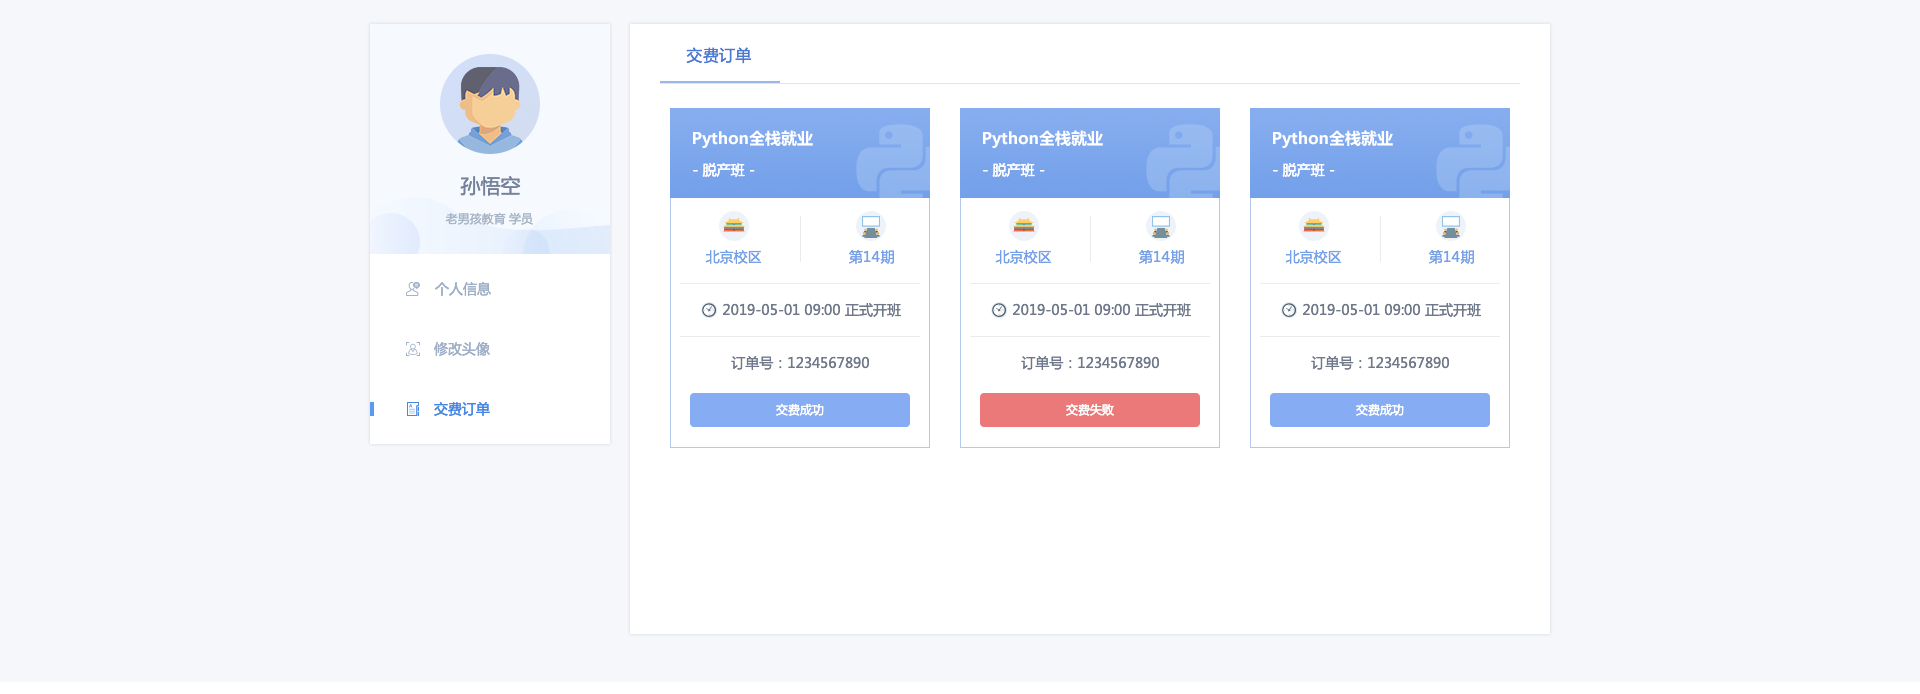 孙悟空
老男孩教育 学员
个人信息
修改头像
交费订单
交费订单
Python全栈就业
- 脱产班 -
北京校区
第14期
2019-05-01 09:00 正式开班
订单号：1234567890
交费成功
Python全栈就业
- 脱产班 -
北京校区
第14期
2019-05-01 09:00 正式开班
订单号：1234567890
交费失败
Python全栈就业
- 脱产班 -
北京校区
第14期
2019-05-01 09:00 正式开班
订单号：1234567890
交费成功